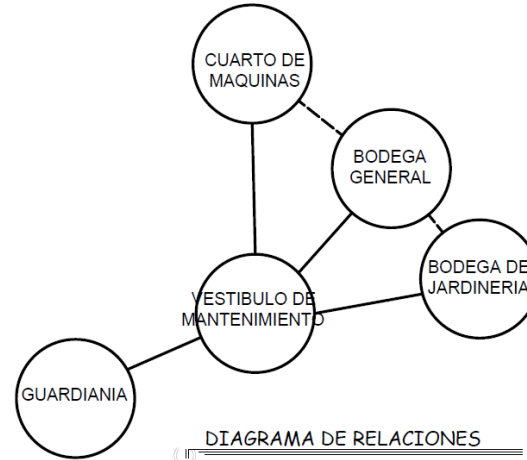 CUARTO DE
MAQUINAS
BODEGA
GENERAL
BODEGA DE
JARDINERIA
VESTIBULO DE
MANTENIMIENTO
GUARDIANIA
DIAGRAMA DE RELACIONES